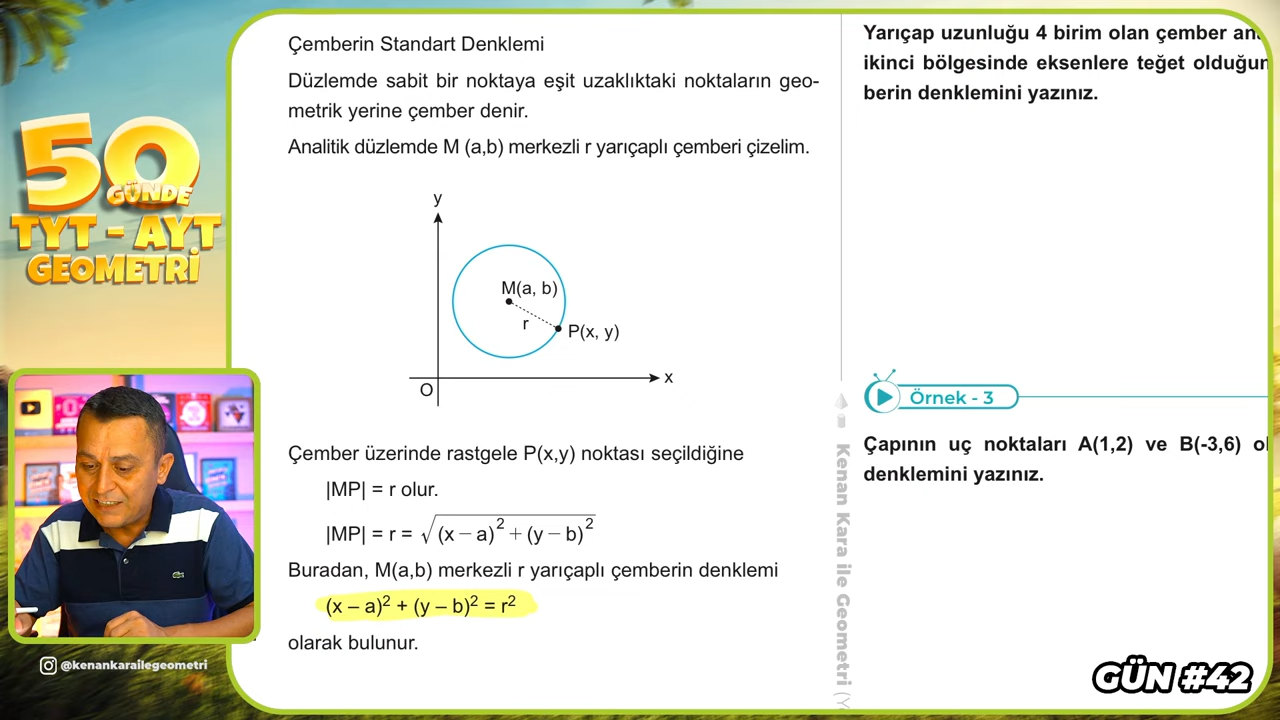 50
GÜNDE
TYT - AYT
GEOMETRİ
Çemberin Standart Denklemi
Düzlemde sabit bir noktaya eşit uzaklıktaki noktaların geo-
metrik yerine çember denir.
Analitik düzlemde M (a,b) merkezli r yarıçaplı çemberi çizelim.
y
M(a, b)
r
P(x, y)
x
O
Çember üzerinde rastgele P(x,y) noktası seçildiğine
|MP| = r olur.
|MP| = r = √(x – a)² + (y – b)²
Buradan, M(a,b) merkezli r yarıçaplı çemberin denklemi
(x – a)² + (y – b)² = r²
olarak bulunur.
Kenan Kara ile Geometri (Y
Yarıçap uzunluğu 4 birim olan çember an
ikinci bölgesinde eksenlere teğet olduğun
berin denklemini yazınız.
Örnek - 3
Çapının uç noktaları A(1,2) ve B(-3,6) ol
denklemini yazınız.
@kenankarailegeometri
GÜN #42